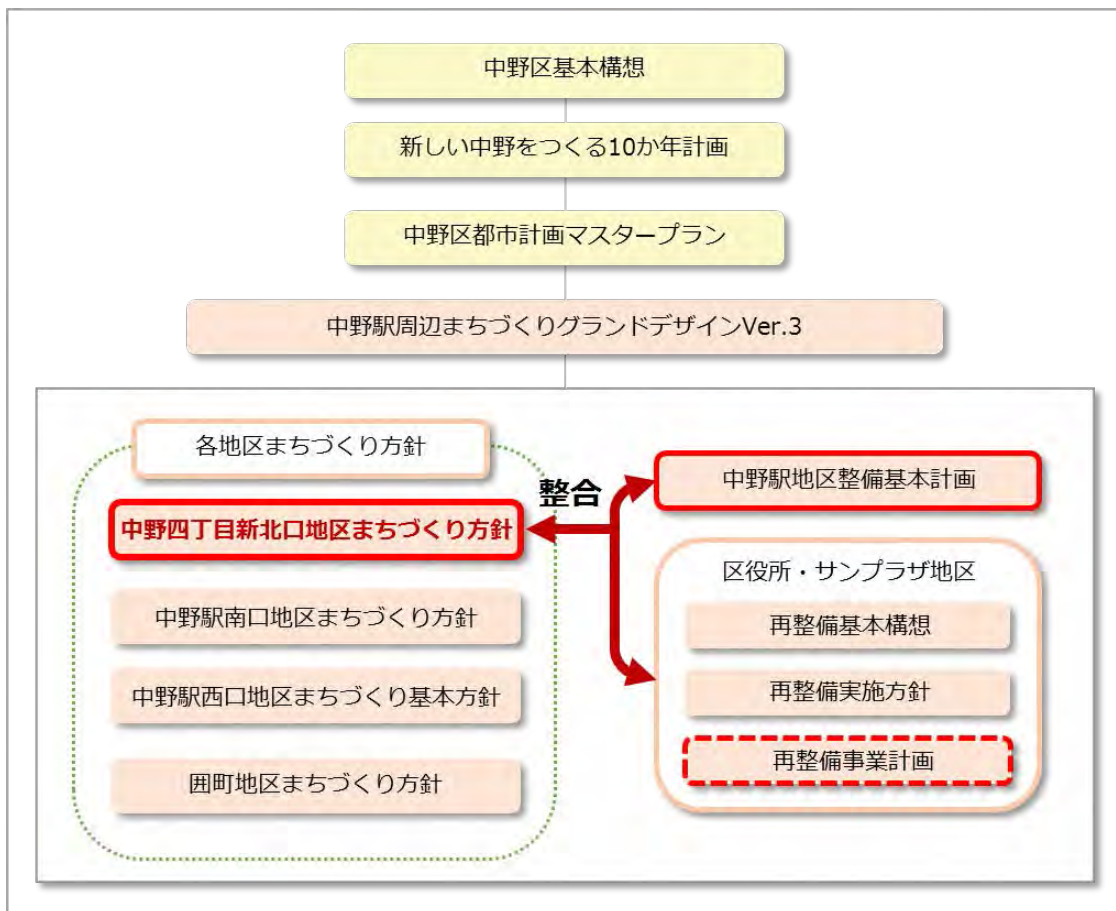 中野区基本構想
新しい中野をつくる10か年計画
中野区都市計画マスタープラン
中野駅周辺まちづくりグランドデザインVer.3
各地区まちづくり方針
中野四丁目新北口地区まちづくり方針
中野駅南口地区まちづくり方針
中野駅西口地区まちづくり基本方針
囲町地区まちづくり方針
整合
中野駅地区整備基本計画
区役所・サンプラザ地区
再整備基本構想
再整備実施方針
再整備事業計画